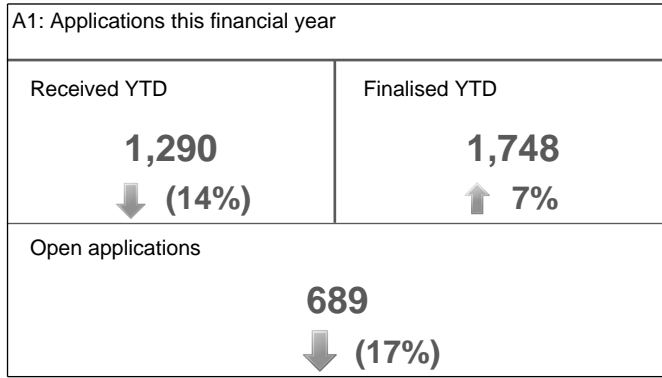 A1: Applications this financial year
Received YTD
1,290
(14%)
Finalised YTD
1,748
7%
Open applications
689
(17%)